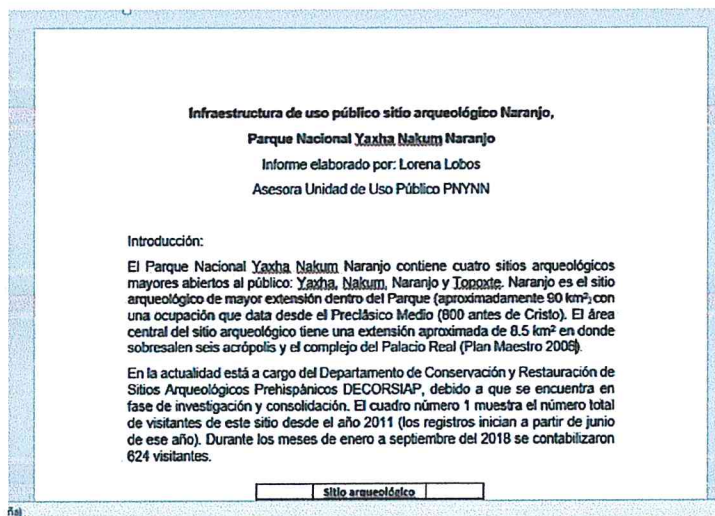 Infraestructura de uso público sitio arqueológico Naranjo,
Parque Nacional Yaxha Nakum Naranjo
Informe elaborado por: Lorena Lobos
Asesora Unidad de Uso Público PNYNN
Introducción:
El Parque Nacional Yaxha Nakum Naranjo contiene cuatro sitios arqueológicos
mayores abiertos al público: Yaxha, Nakum, Naranjo y Topoxte. Naranjo es el sitio
arqueológico de mayor extensión dentro del Parque (aproximadamente 90 km², con
una ocupación que data desde el Preclásico Medio (600 antes de Cristo). El área
central del sitio arqueológico tiene una extensión aproximada de 8.5 km² en donde
sobresalen seis acrópolis y el complejo del Palacio Real (Plan Maestro 2006).
En la actualidad está a cargo del Departamento de Conservación y Restauración de
Sitios Arqueológicos Prehispánicos DECORSIAP, debido a que se encuentra en
fase de investigación y consolidación. El cuadro número 1 muestra el número total
de visitantes de este sitio desde el año 2011 (los registros inician a partir de junio
de ese año). Durante los meses de enero a septiembre del 2018 se contabilizaron
624 visitantes.
Sitio arqueológico